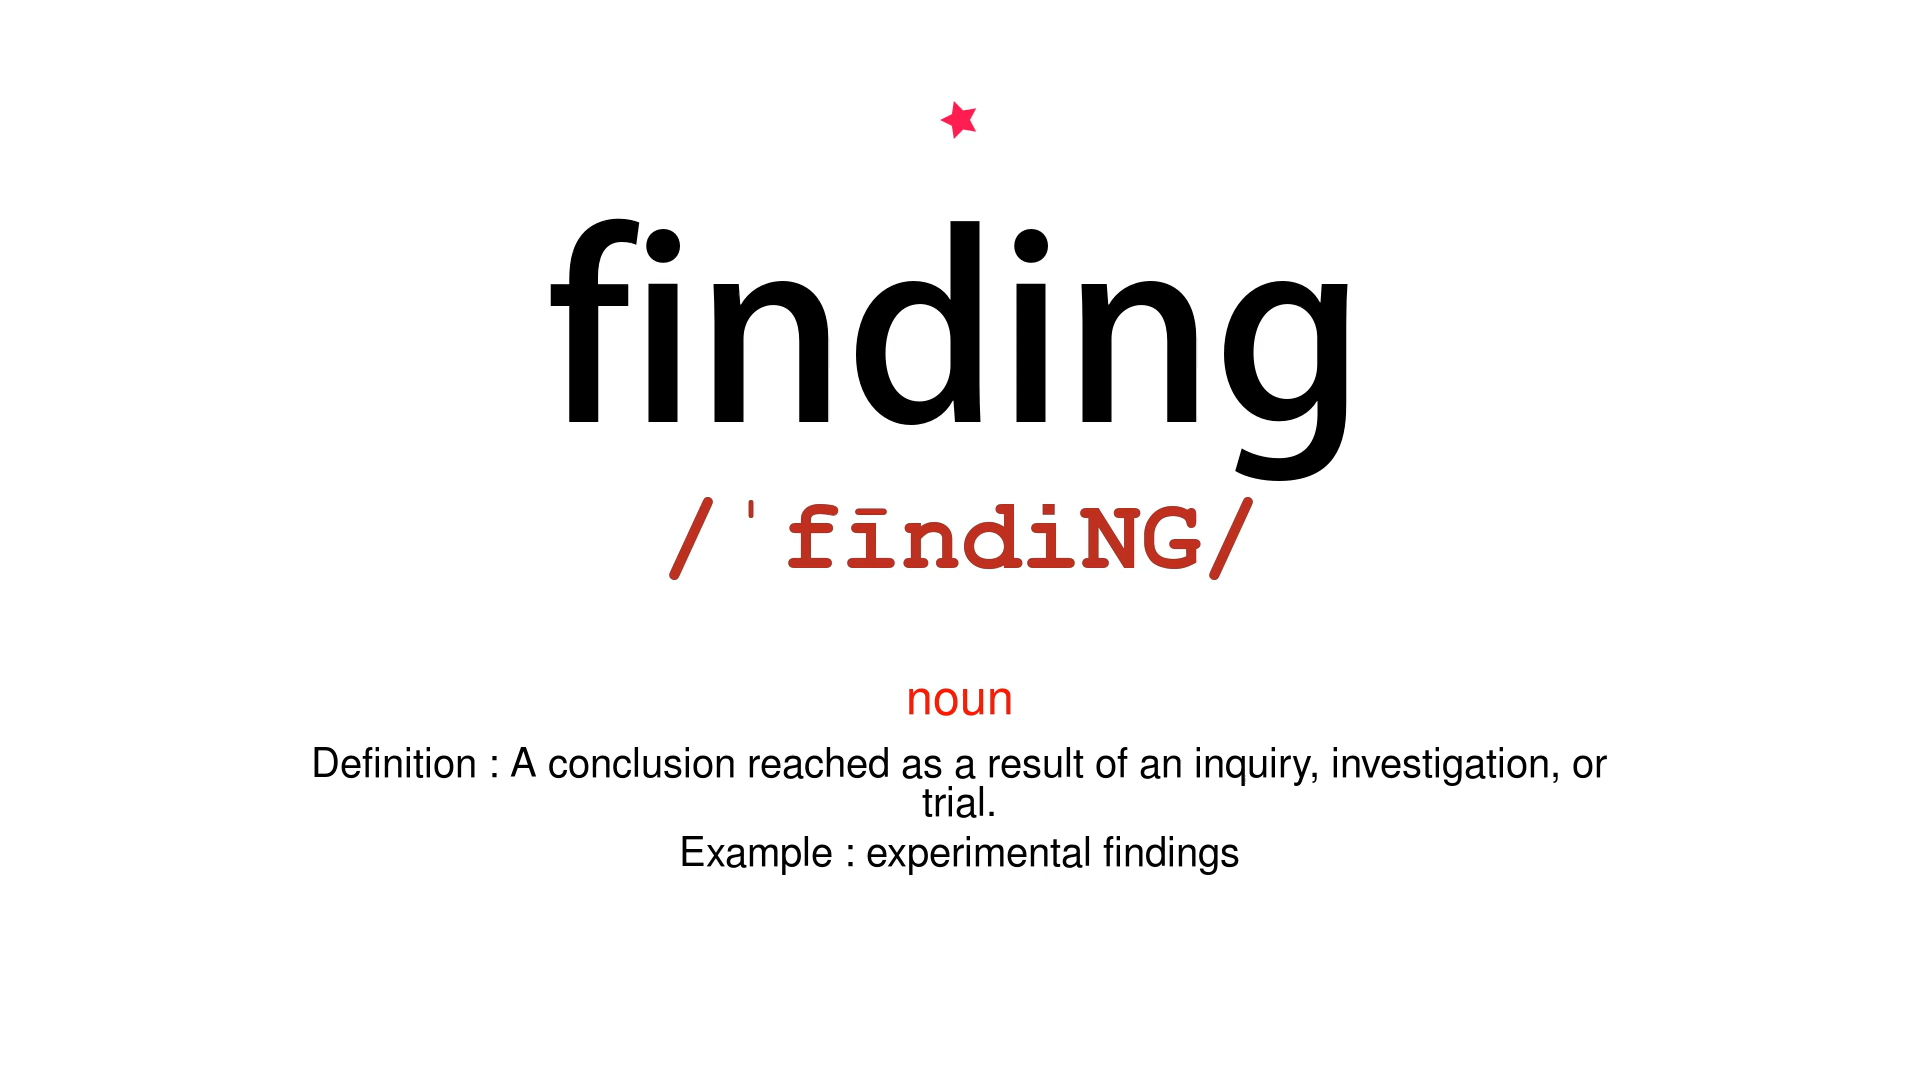 finding
/ˈfīndiNG/
noun
Definition : A conclusion reached as a result of an inquiry, investigation, or
trial.
Example : experimental findings